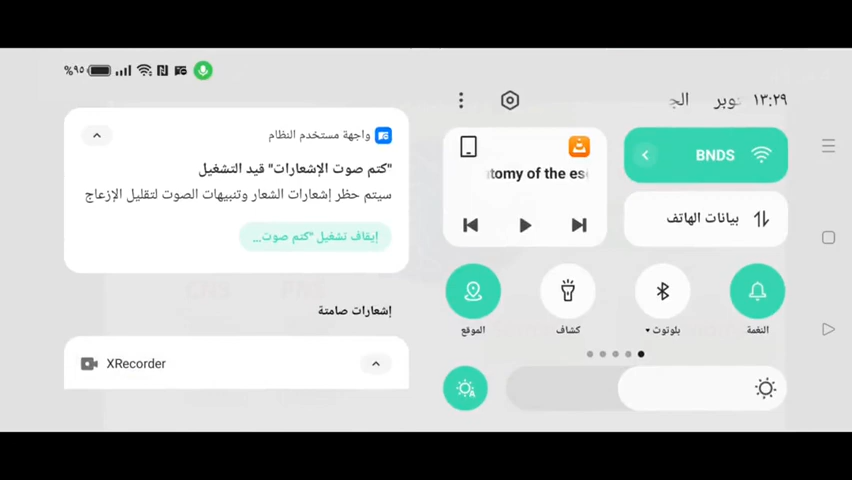 ٩٥%
١٣:٢٩
واجهة مستخدم النظام
"كتم صوت الإشعارات" قيد التشغيل
سيتم حظر إشعارات الشعار وتنبيهات الصوت لتقليل الإزعاج
إيقاف تشغيل "كتم صوت...
إشعارات صامتة
XRecorder
BNDS
بيانات الهاتف
tomy of the es
النغمة
بلوتوث
كشاف
الموقع